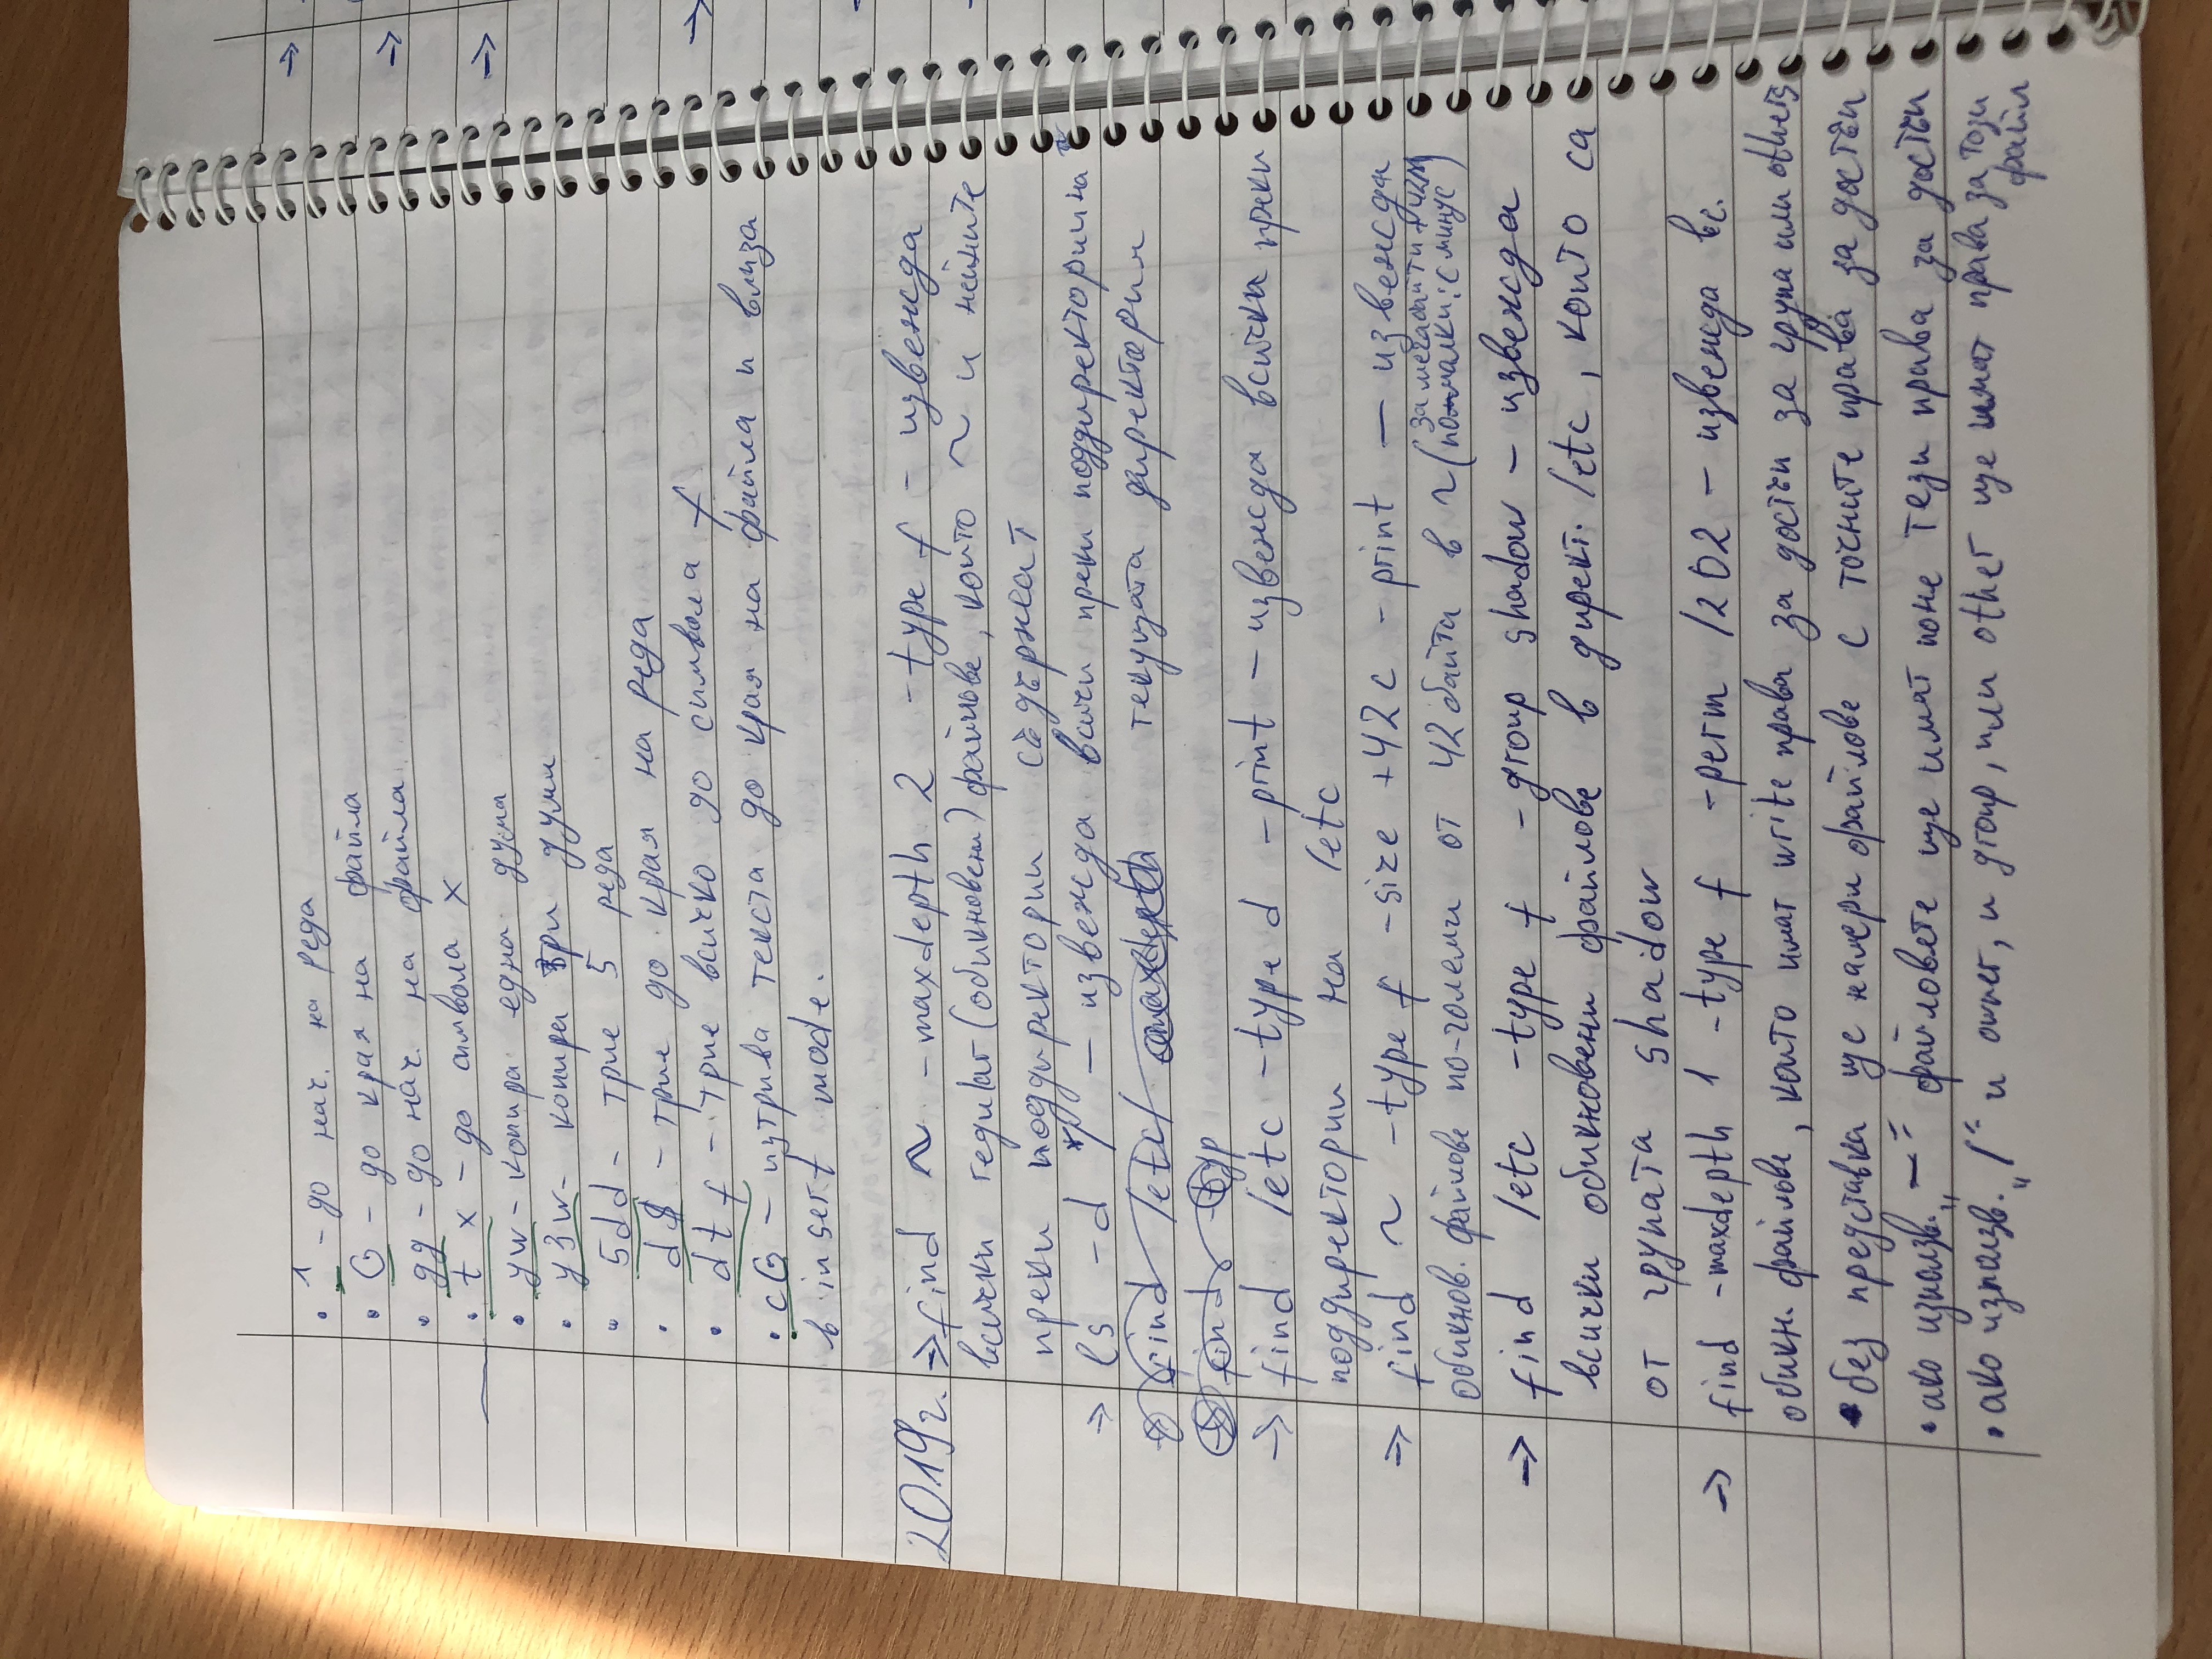 • ^ - до нач. на реда
• G - до края на файла
• gg - до нач. на файла
• t x - до символа x
• yw - копира една дума
• y3w - копира три думи
• 5dd - трие 5 реда
• d$ - трие до края на реда
• dt f - трие всичко до символа f
• cG - изтрива текста до края на файла и влиза
в insert mode.
2019г. → find ~ -maxdepth 2 -type f - извежда
всички regular (обикновени) файлове, които ~ и нейните
преки поддиректории съдържат
→ ls -d */ — извежда всички преки поддиректории на
find /etc/ maxdepth текущата директория
find -typ
→ find /etc -type d -print - извежда всички преки
поддиректории на /etc
→ find ~ -type f -size +42c -print — извежда
за мегабайти +42M
обикнов. файлове по-големи от 42 байта в ~ (по-малки: с минус)
→ find /etc -type f -group shadow - извежда
всички обикновени файлове в директ. /etc, които са
от групата shadow
→ find -maxdepth 1 -type f -perm /202 - извежда вс.
обикн. файлове, които имат write права за достъп за група или others
• без представка ще намери файлове с точните права за достъп
• ако използв. „-“ файловете ще имат поне тези права за достъп
• ако използв. „/“ и owner, и group, или other ще имат права за този
файл